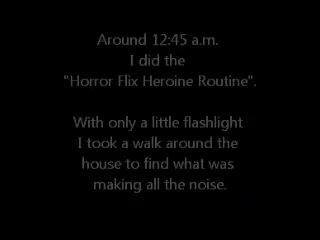 Around 12:45 a.m.
I did the
"Horror Flix Heroine Routine".
With only a little flashlight
I took a walk around the
house to find what was
making all the noise.